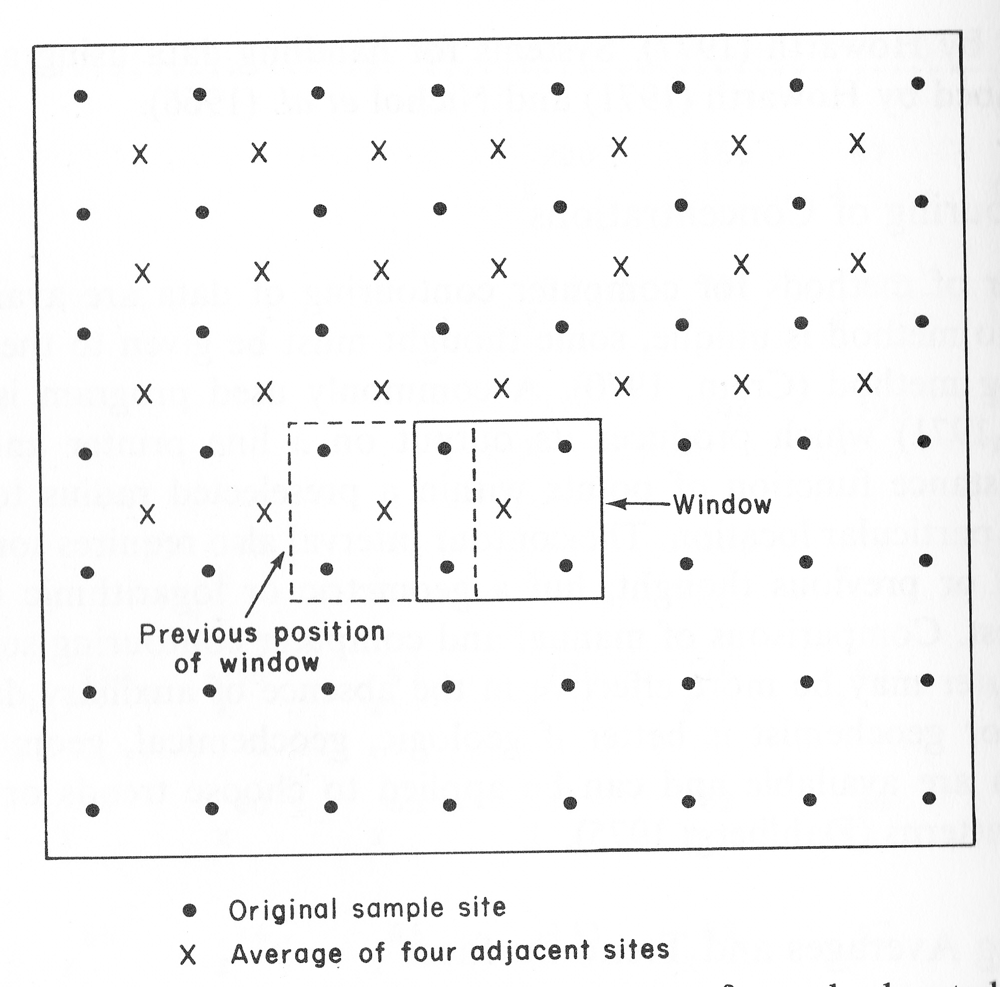 Window
Previous position
of window
Original sample site
X Average of four adjacent sites